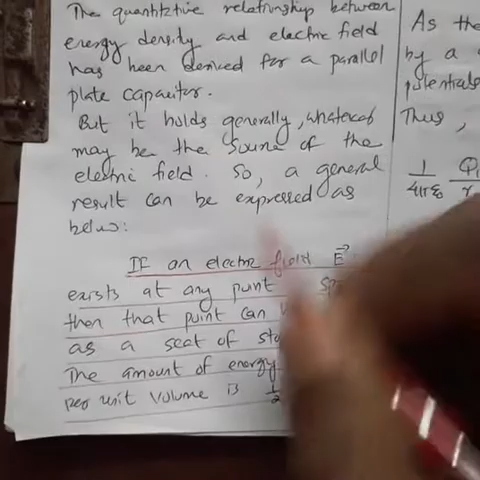 The quantitative relationship between
energy density and electric field
has been derived for a parallel
plate capacitor.
But it holds generally, whatever
may be the source of the
electric field. So, a general
result can be expressed as
below:
If an electric field E⃗
exists at any point
then that point can
as a seat of
The amount of energy
per unit volume is 1/2
As the
by a
potentials
Thus,
1/4πε₀ Q₁/r